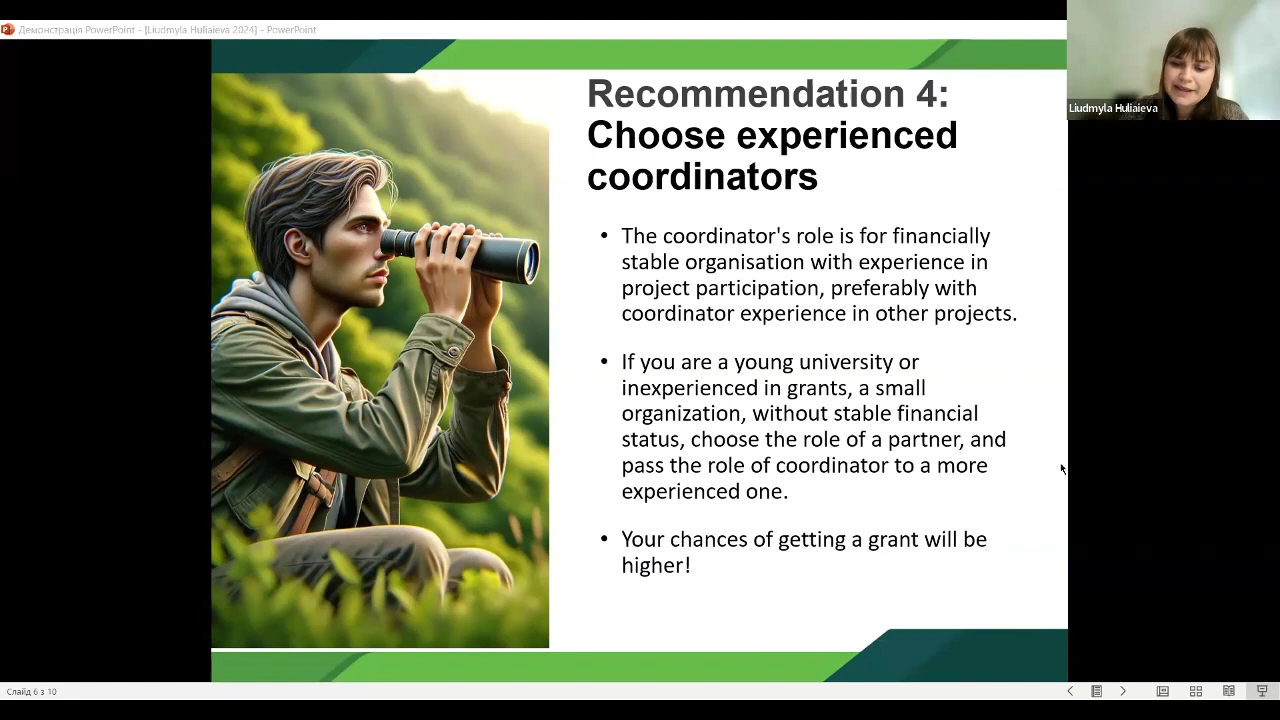 Демонстрація PowerPoint - [Liudmyla Huliaieva 2024] - PowerPoint
Liudmyla Huliaieva
Recommendation 4:
Choose experienced
coordinators
• The coordinator's role is for financially
stable organisation with experience in
project participation, preferably with
coordinator experience in other projects.
• If you are a young university or
inexperienced in grants, a small
organization, without stable financial
status, choose the role of a partner, and
pass the role of coordinator to a more
experienced one.
• Your chances of getting a grant will be
higher!
Слайд 6 з 10